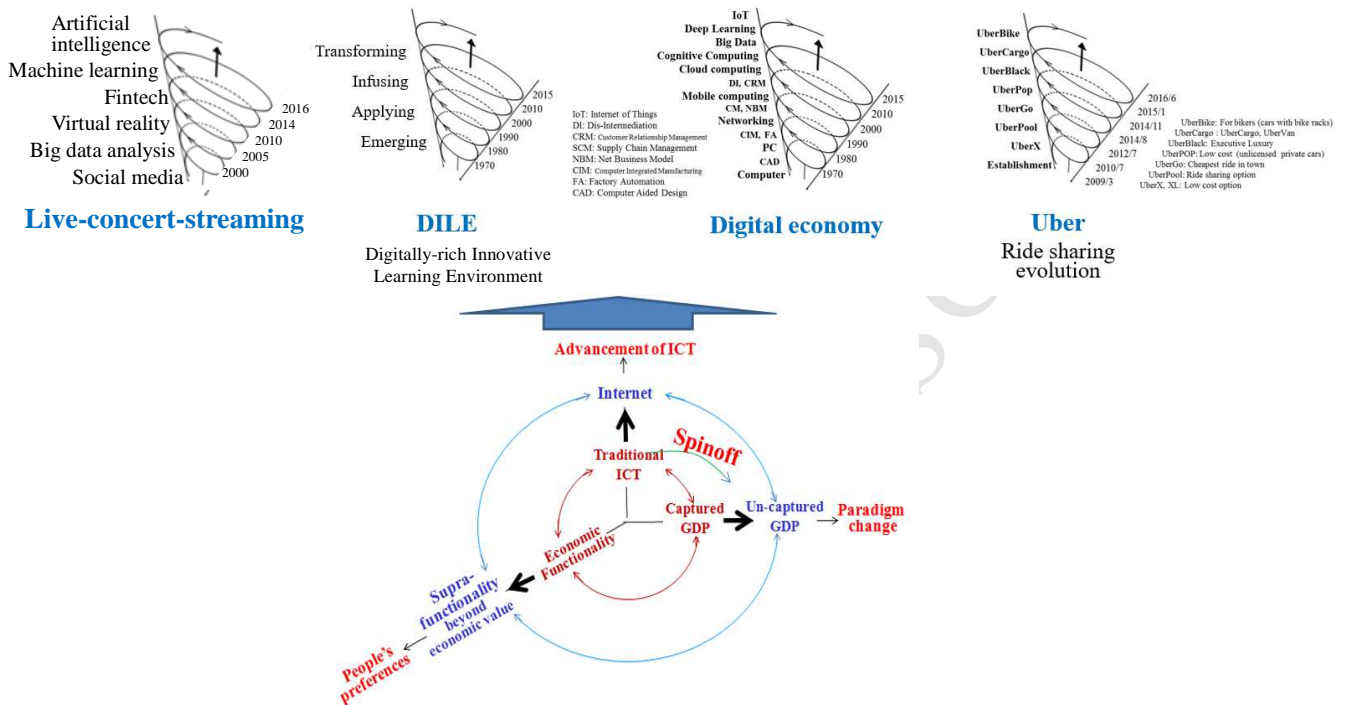 Artificial
intelligence
Machine learning
Fintech
Virtual reality
Big data analysis
Social media
2016
2014
2010
2005
2000
Live-concert-streaming
Transforming
Infusing
Applying
Emerging
2015
2010
2000
1990
1980
1970
DILE
Digitally-rich Innovative
Learning Environment
IoT: Internet of Things
DI: Dis-Intermediation
CRM: Customer Relationship Management
SCM: Supply Chain Management
NBM: Net Business Model
CIM: Computer Integrated Manufacturing
FA: Factory Automation
CAD: Computer Aided Design
IoT
Deep Learning
Big Data
Cognitive Computing
Cloud computing
DI, CRM
Mobile computing
CM, NBM
Networking
CIM, FA
PC
CAD
Computer
2015
2010
2000
1990
1980
1970
Digital economy
UberBike
UberCargo
UberBlack
UberPop
UberGo
UberPool
UberX
Establishment
2016/6
2015/1
2014/11
2014/8
2012/7
2010/7
2009/3
UberBike: For bikers (cars with bike racks)
UberCargo : UberCargo, UberVan
UberBlack: Executive Luxury
UberPOP: Low cost (unlicensed private cars)
UberGo: Cheapest ride in town
UberPool: Ride sharing option
UberX, XL: Low cost option
Uber
Ride sharing
evolution
Advancement of ICT
Internet
Traditional
ICT
Spinoff
Captured
GDP
Un-captured
GDP
Paradigm
change
Economic
Functionality
Supra-
functionality
beyond
economic value
People's
preferences